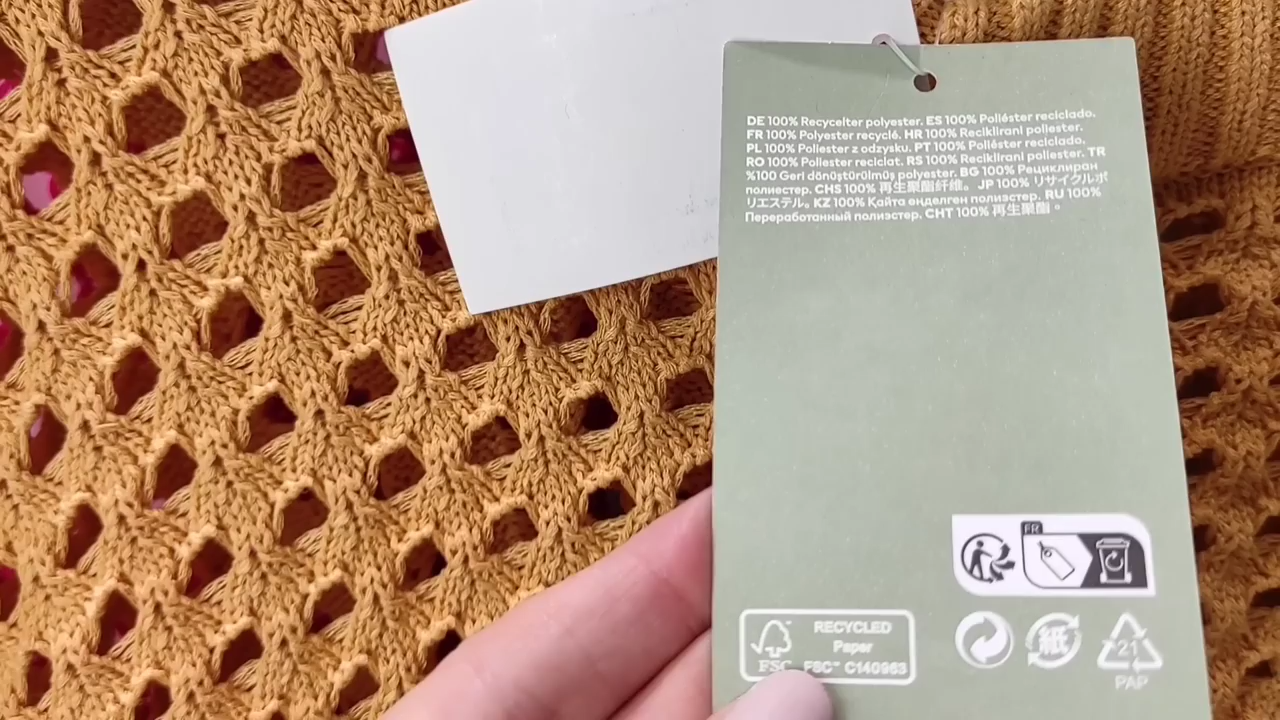 DE 100% Recycelter polyester. ES 100% Poliéster reciclado.
FR 100% Polyester recyclé. HR 100% Reciklirani poliester.
PL 100% Poliester z odzysku. PT 100% Poliéster reciclado.
RO 100% Poliester reciclat. RS 100% Reciklirani poliester. TR
%100 Geri dönüştürülmüş polyester. BG 100% Рециклиран
полиестер. CHS 100% 再生聚酯纤维。 JP 100% リサイクルポ
リエステル。 KZ 100% Қайта өңделген полиэстер. RU 100%
Переработанный полиэстер. CHT 100% 再生聚酯。
FR
RECYCLED
Paper
FSC FSC™ C140963
紙
21
PAP